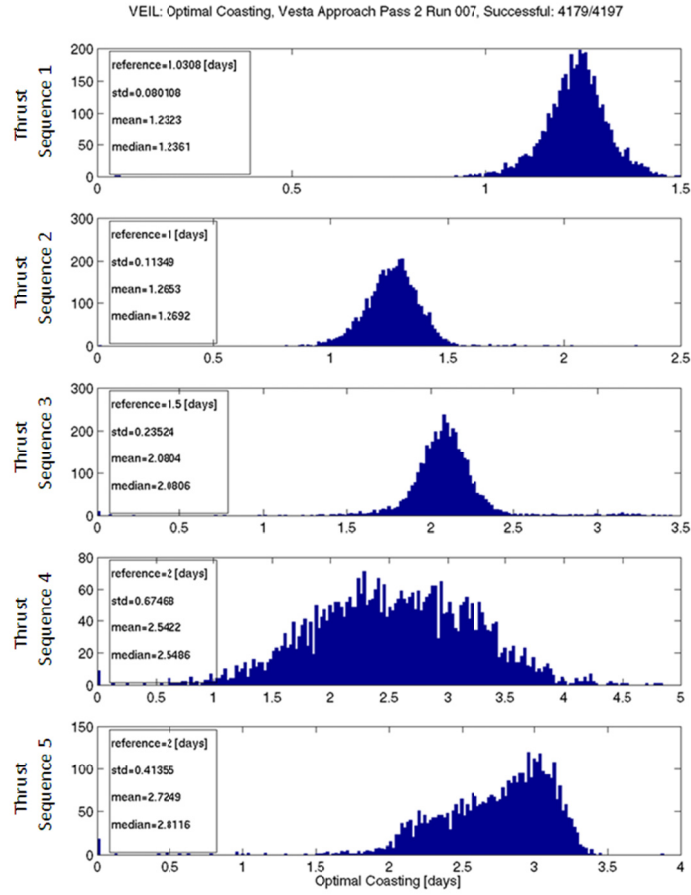 VEIL: Optimal Coasting, Vesta Approach Pass 2 Run 007, Successful: 4179/4197
Thrust
Sequence 1
200
150
100
50
0
reference=1.0308 [days]
std=0.080108
mean=1.2323
median=1.2361
0
0.5
1
1.5
Thrust
Sequence 2
300
200
100
0
reference=1 [days]
std=0.11349
mean=1.2653
median=1.2692
0.5
1
1.5
2
2.5
Thrust
Sequence 3
300
200
100
0
reference=1.5 [days]
std=0.23524
mean=2.0804
median=2.0806
0
0.5
1
1.5
2
2.5
3
3.5
Thrust
Sequence 4
80
60
40
20
0
reference=2 [days]
std=0.67468
mean=2.5422
median=2.5486
0
0.5
1
1.5
2
2.5
3
3.5
4
4.5
5
Thrust
Sequence 5
150
100
50
0
reference=2 [days]
std=0.41355
mean=2.7249
median=2.8116
0
0.5
1
1.5
2
2.5
3
3.5
4
Optimal Coasting [days]